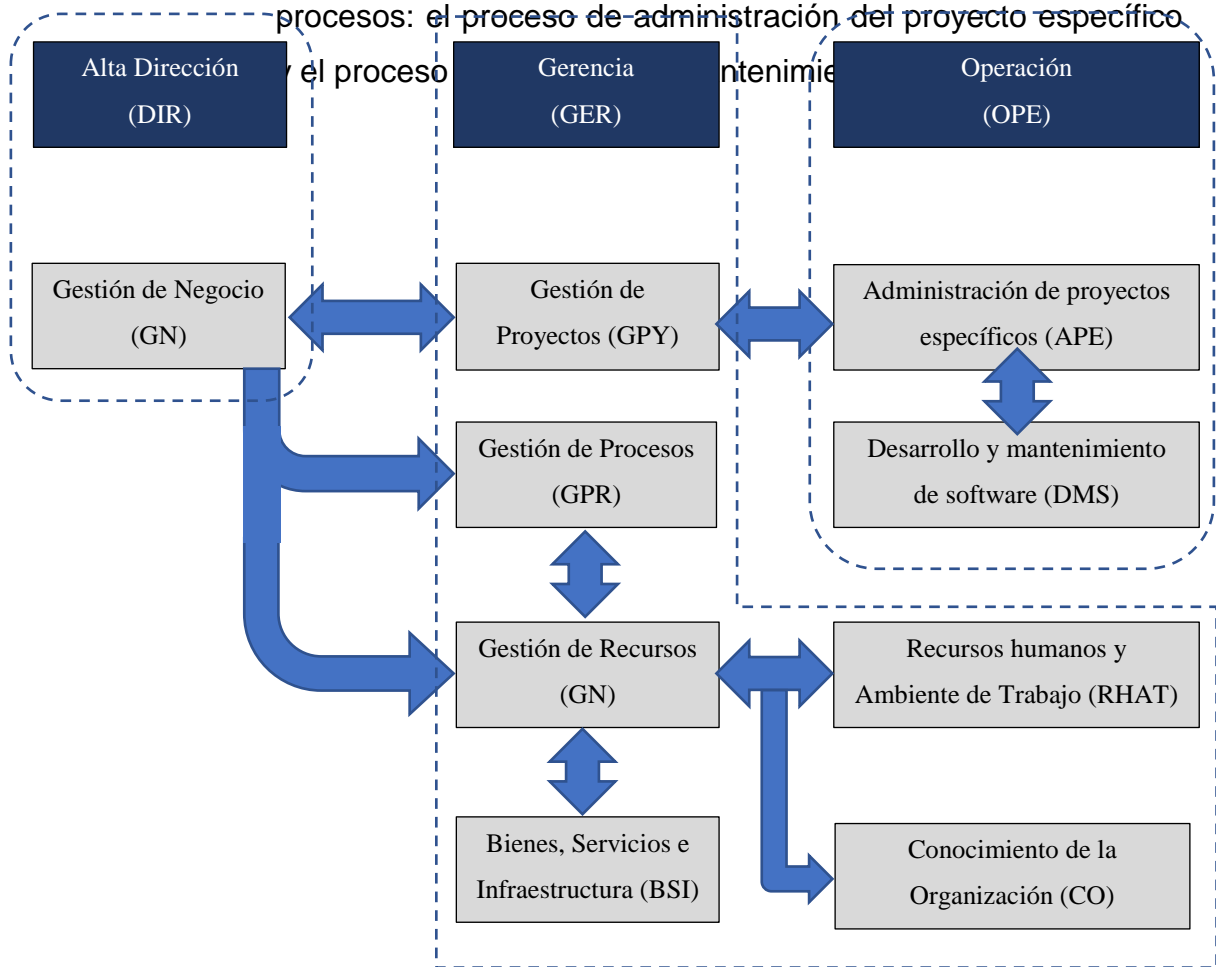 procesos: el proceso de administración del proyecto específico
y el proceso
Alta Dirección
(DIR)
Gerencia
(GER)
Operación
(OPE)
Gestión de Negocio
(GN)
Gestión de
Proyectos (GPY)
Administración de proyectos
específicos (APE)
Gestión de Procesos
(GPR)
Desarrollo y mantenimiento
de software (DMS)
Gestión de Recursos
(GN)
Recursos humanos y
Ambiente de Trabajo (RHAT)
Bienes, Servicios e
Infraestructura (BSI)
Conocimiento de la
Organización (CO)